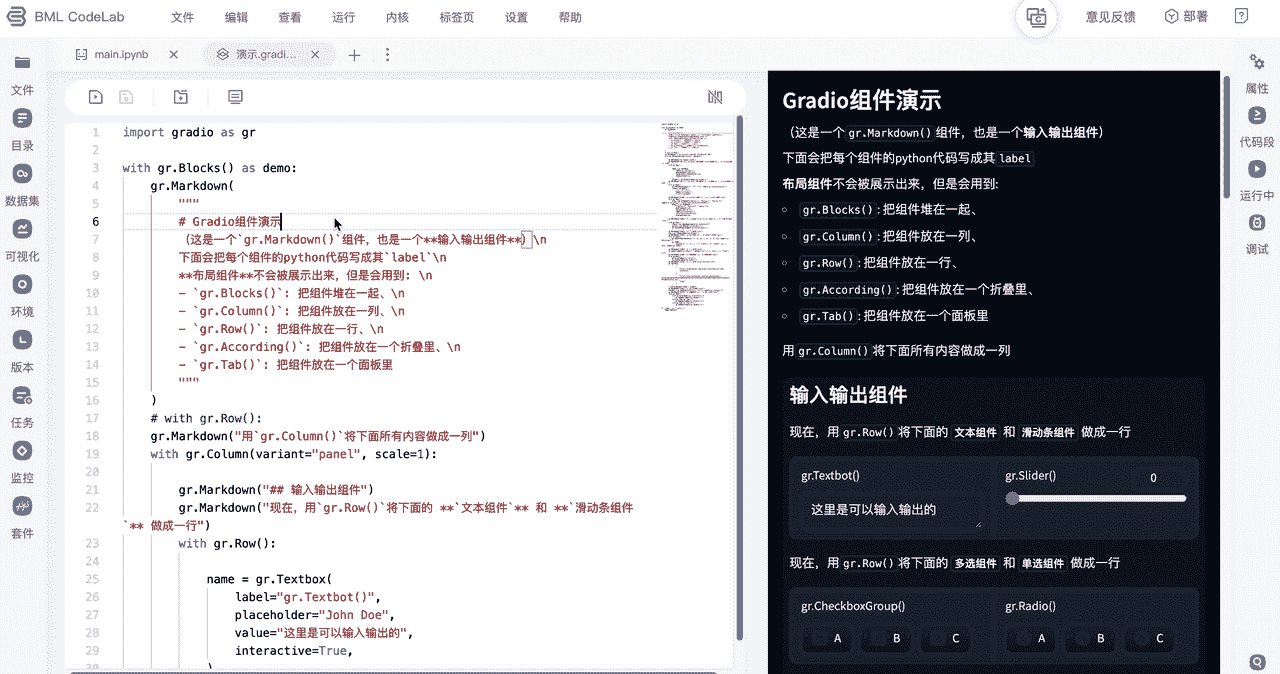 BML CodeLab
文件 编辑 查看 运行 内核 标签页 设置 帮助
意见反馈 部署
main.ipynb
演示.gradi...
文件
目录
数据集
可视化
环境
版本
任务
监控
套件
1 import gradio as gr
2
3 with gr.Blocks() as demo:
4 gr.Markdown(
5 """
6 # Gradio组件演示
7 (这是一个`gr.Markdown()`组件，也是一个**输入输出组件**）\n
8 下面会把每个组件的python代码写成其`label`\n
9 **布局组件**不会被展示出来，但是会用到: \n
10 - `gr.Blocks()`: 把组件堆在一起、\n
11 - `gr.Column()`: 把组件放在一列、\n
12 - `gr.Row()`: 把组件放在一行、\n
13 - `gr.According()`: 把组件放在一个折叠里、\n
14 - `gr.Tab()`: 把组件放在一个面板里
15 """
16 )
17 # with gr.Row():
18 gr.Markdown("用`gr.Column()`将下面所有内容做成一列")
19 with gr.Column(variant="panel", scale=1):
20
21 gr.Markdown("## 输入输出组件")
22 gr.Markdown("现在，用`gr.Row()`将下面的 **`文本组件`** 和 **`滑动条组件
`** 做成一行")
23 with gr.Row():
24
25 name = gr.Textbox(
26 label="gr.Textbot()",
27 placeholder="John Doe",
28 value="这里是可以输入输出的",
29 interactive=True,
30 )
Gradio组件演示
（这是一个 gr.Markdown() 组件，也是一个输入输出组件）
下面会把每个组件的python代码写成其 label
布局组件不会被展示出来，但是会用到:
gr.Blocks() : 把组件堆在一起、
gr.Column() : 把组件放在一列、
gr.Row() : 把组件放在一行、
gr.According() : 把组件放在一个折叠里、
gr.Tab() : 把组件放在一个面板里
用 gr.Column() 将下面所有内容做成一列
输入输出组件
现在，用 gr.Row() 将下面的 文本组件 和 滑动条组件 做成一行
gr.Textbot() gr.Slider() 0
这里是可以输入输出的
现在，用 gr.Row() 将下面的 多选组件 和 单选组件 做成一行
gr.CheckboxGroup() gr.Radio()
A B C A B C
属性
代码段
运行中
调试